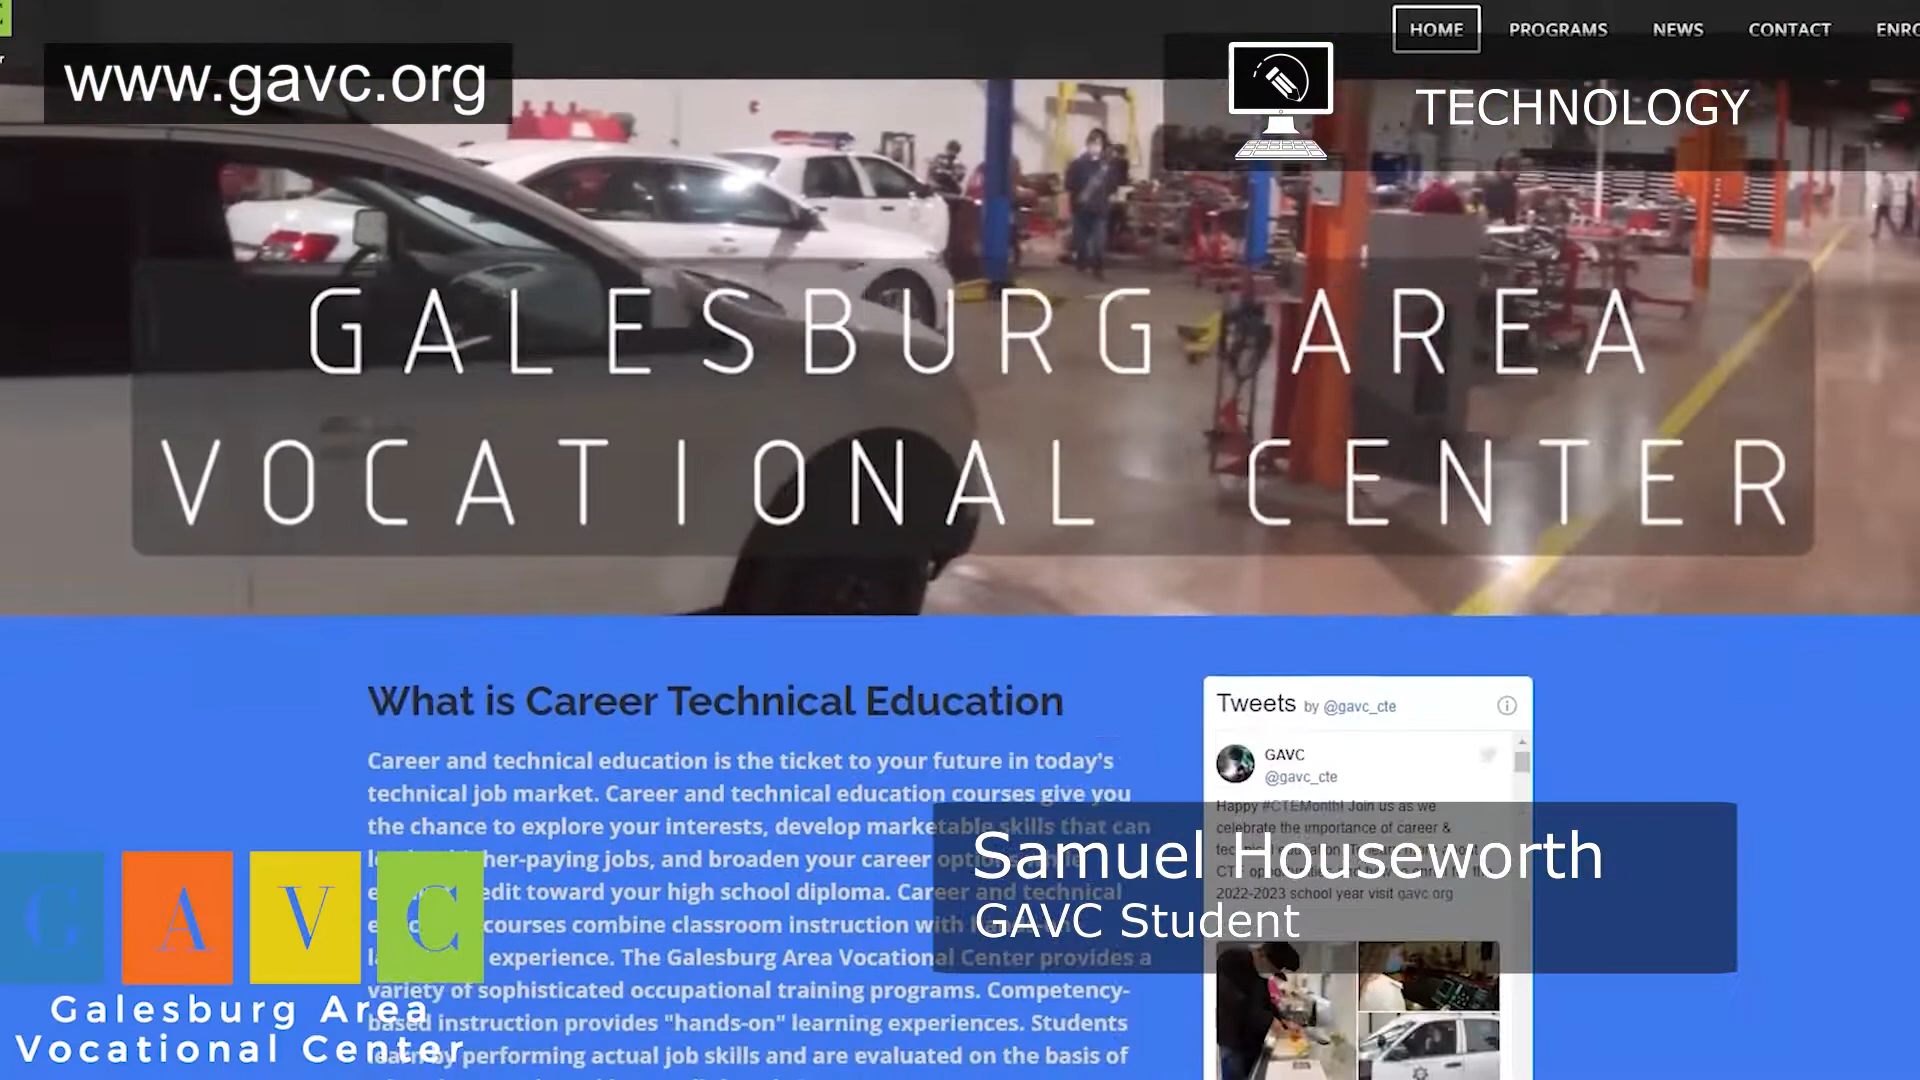 HOME PROGRAMS NEWS CONTACT
www.gavc.org
TECHNOLOGY
GALESBURG AREA
VOCATIONAL CENTER
What is Career Technical Education
Career and technical education is the ticket to your future in today's
technical job market. Career and technical education courses give you
the chance to explore your interests, develop marketable skills that can
her-paying jobs, and broaden your career
edit toward your high school diploma. Career and technical
courses combine classroom instruction with
experience. The Galesburg Area Vocational Center provides a
variety of sophisticated occupational training programs. Competency-
based instruction provides "hands-on" learning experiences. Students
learn by performing actual job skills and are evaluated on the basis of
Tweets by @gavc_cte
GAVC
@gavc_cte
Happy #CTEMonth! Join us as we
celebrate the importance of career &
2022-2023 school year visit gavc.org
Samuel Houseworth
GAVC Student
G A V C
Galesburg Area
Vocational Center